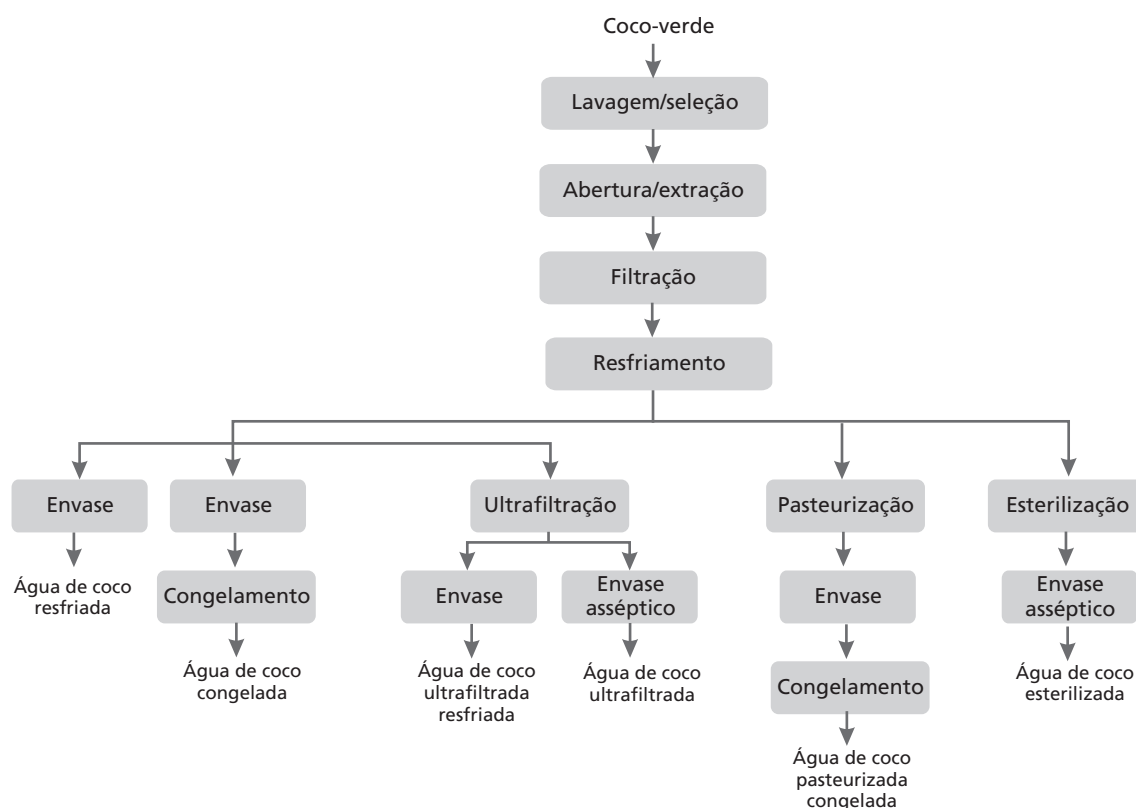 Coco-verde
Lavagem/seleção
Abertura/extração
Filtração
Resfriamento
Envase
Envase
Ultrafiltração
Pasteurização
Esterilização
Água de coco
resfriada
Congelamento
Envase
Envase
asséptico
Envase
Envase
asséptico
Água de coco
congelada
Água de coco
ultrafiltrada
resfriada
Água de coco
ultrafiltrada
Congelamento
Água de coco
esterilizada
Água de coco
pasteurizada
congelada